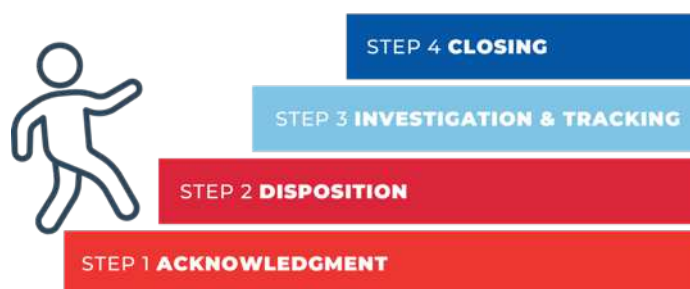 STEP 4 CLOSING
STEP 3 INVESTIGATION & TRACKING
STEP 2 DISPOSITION
STEP 1 ACKNOWLEDGMENT